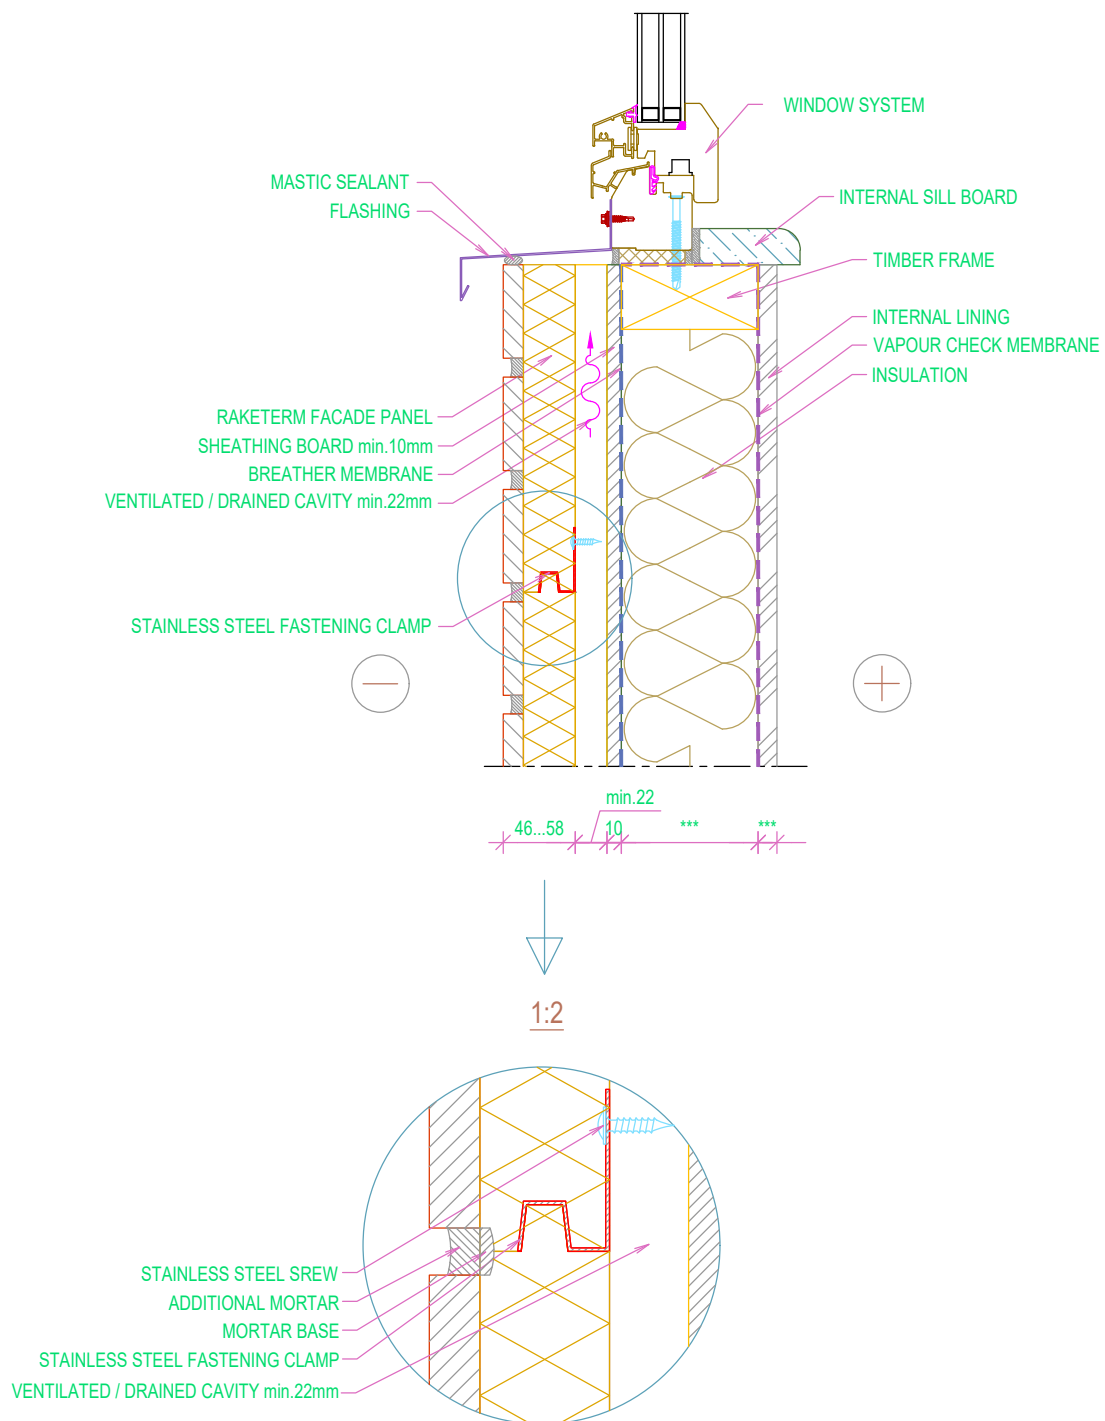 WINDOW SYSTEM
MASTIC SEALANT
INTERNAL SILL BOARD
FLASHING
TIMBER FRAME
INTERNAL LINING
VAPOUR CHECK MEMBRANE
INSULATION
RAKETERM FACADE PANEL
SHEATHING BOARD min.10mm
BREATHER MEMBRANE
VENTILATED / DRAINED CAVITY min.22mm
STAINLESS STEEL FASTENING CLAMP
min.22
46...58 10 *** ***
1:2
STAINLESS STEEL SREW
ADDITIONAL MORTAR
MORTAR BASE
STAINLESS STEEL FASTENING CLAMP
VENTILATED / DRAINED CAVITY min.22mm